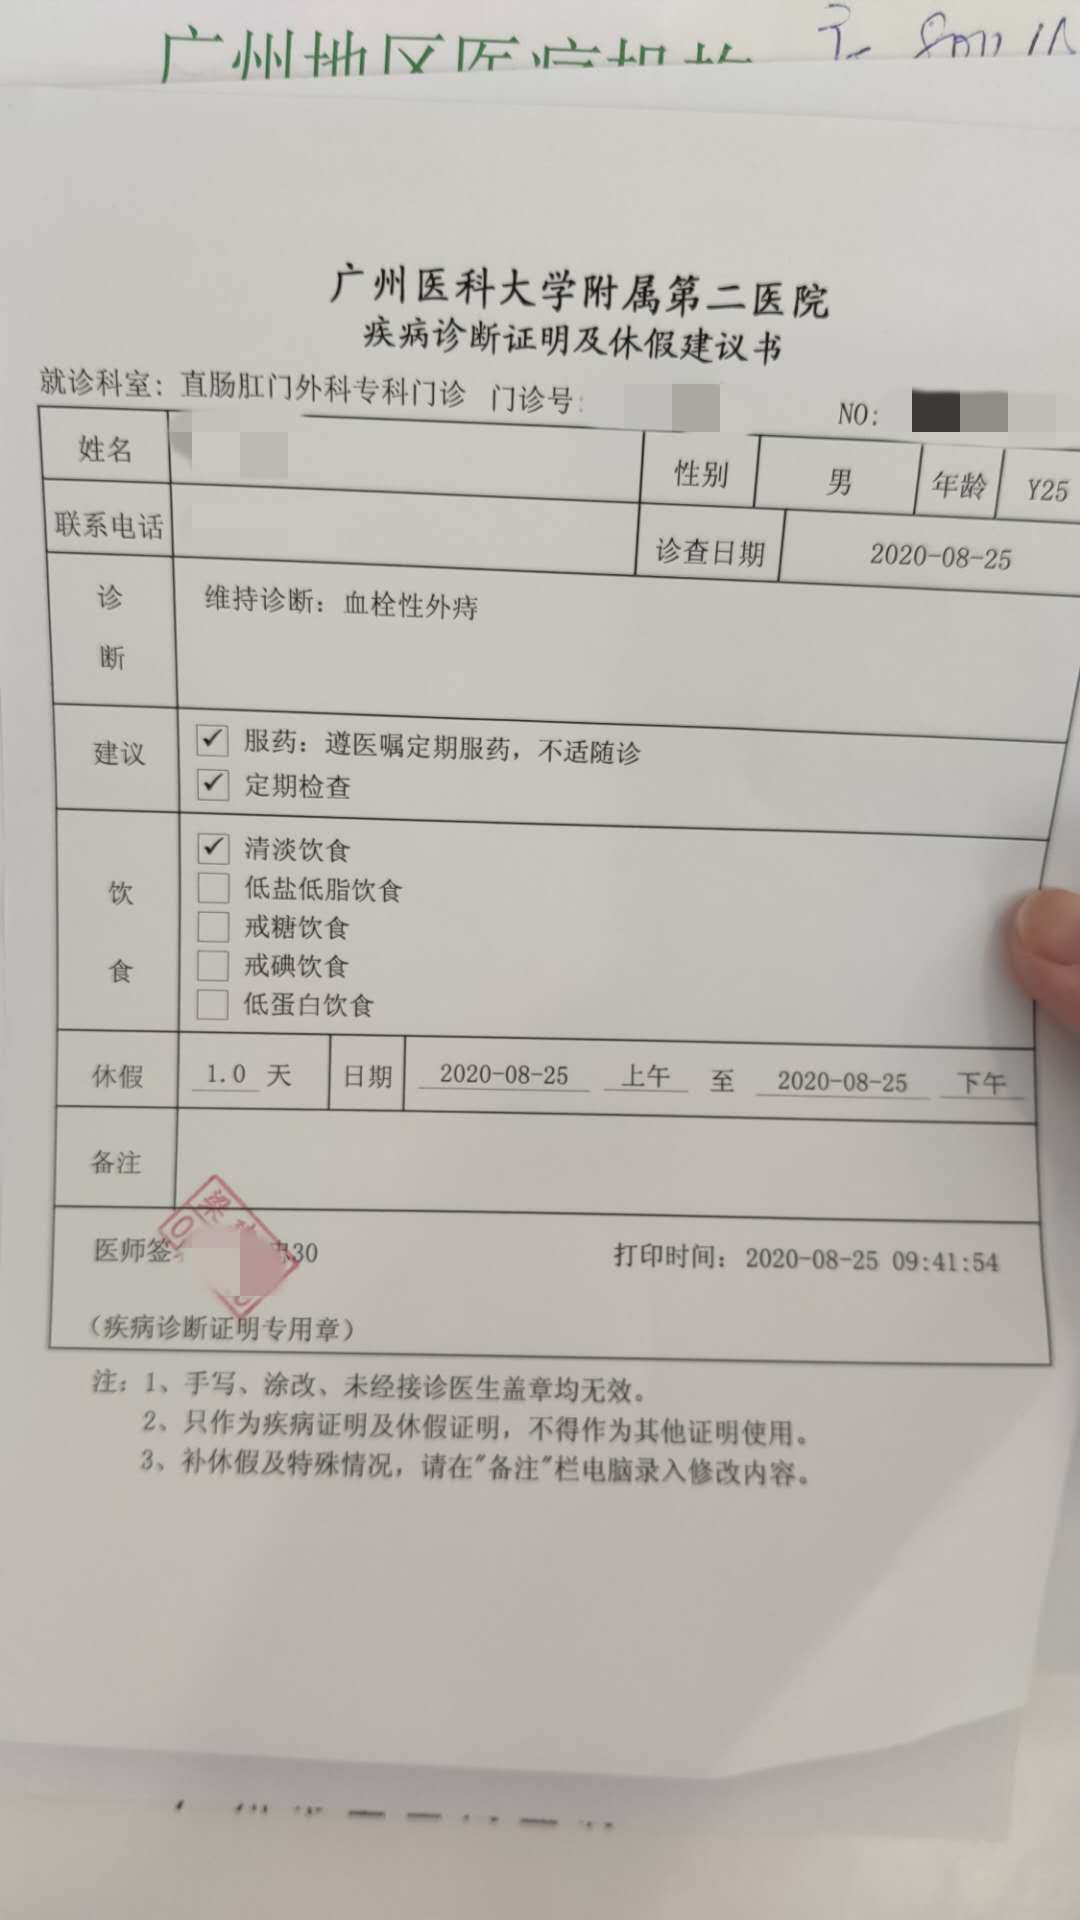 广州地区医疗机构
广州医科大学附属第二医院
疾病诊断证明及休假建议书
就诊科室：直肠肛门外科专科门诊 门诊号： NO:
姓名 性别 男 年龄 Y25
联系电话 诊查日期 2020-08-25
诊断 维持诊断：血栓性外痔
建议 ✓ 服药：遵医嘱定期服药，不适随诊
✓ 定期检查
饮食 ✓ 清淡饮食
低盐低脂饮食
戒糖饮食
戒碘饮食
低蛋白饮食
休假 1.0 天 日期 2020-08-25 上午 至 2020-08-25 下午
备注
医师签 30 打印时间：2020-08-25 09:41:54
（疾病诊断证明专用章）
注：1、手写、涂改、未经接诊医生盖章均无效。
2、只作为疾病证明及休假证明，不得作为其他证明使用。
3、补休假及特殊情况，请在"备注"栏电脑录入修改内容。